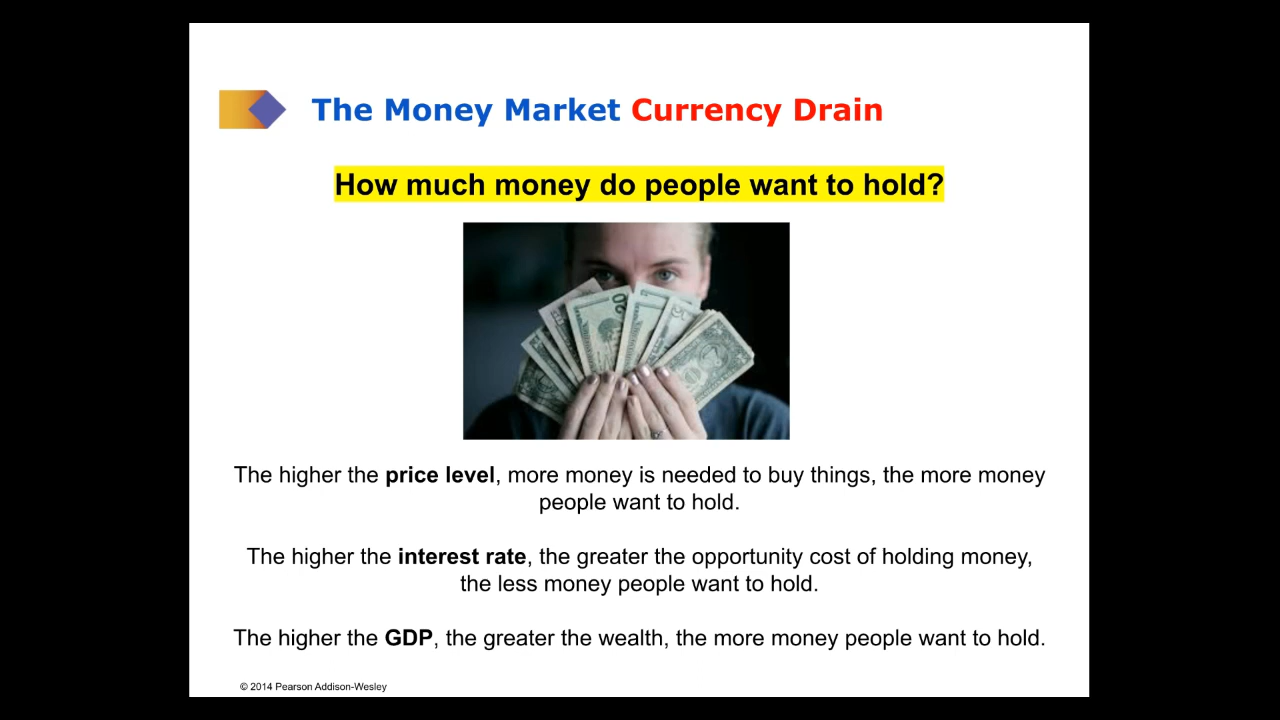 The Money Market Currency Drain
How much money do people want to hold?
20
5
The higher the price level, more money is needed to buy things, the more money
people want to hold.
The higher the interest rate, the greater the opportunity cost of holding money,
the less money people want to hold.
The higher the GDP, the greater the wealth, the more money people want to hold.
© 2014 Pearson Addison-Wesley